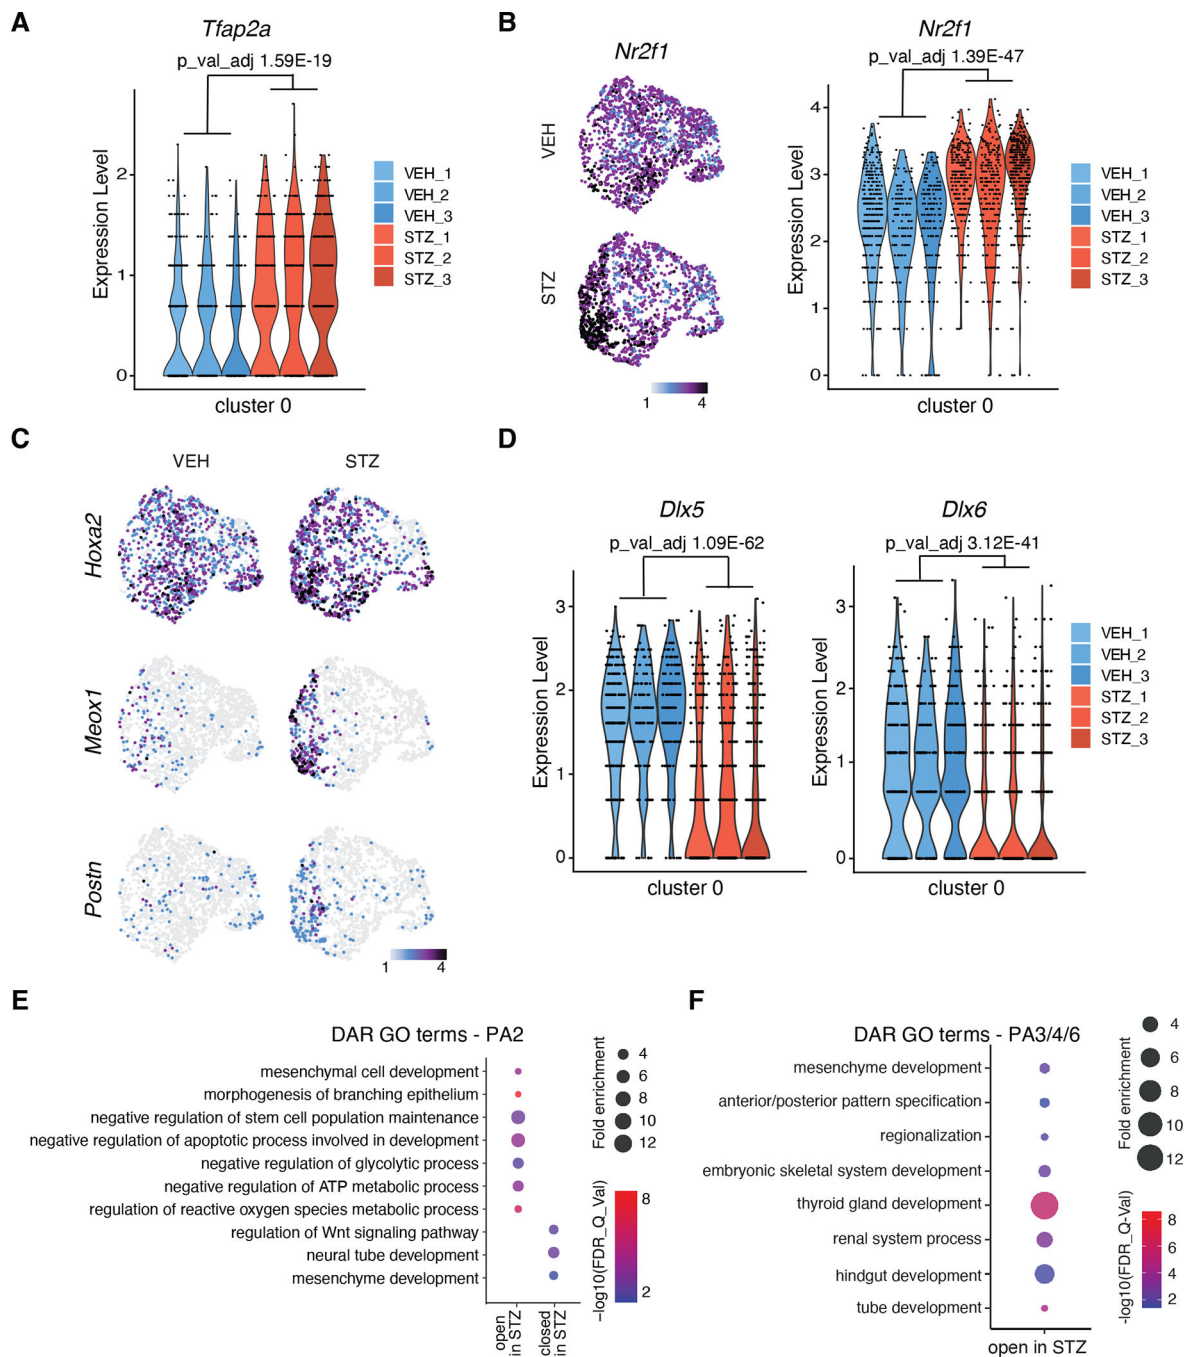 A
Tfap2a
p_val_adj 1.59E-19
Expression Level
2
1
0
cluster 0
VEH_1
VEH_2
VEH_3
STZ_1
STZ_2
STZ_3
B
Nr2f1
VEH
STZ
1 4
Nr2f1
p_val_adj 1.39E-47
Expression Level
4
3
2
1
0
cluster 0
VEH_1
VEH_2
VEH_3
STZ_1
STZ_2
STZ_3
C
VEH STZ
Hoxa2
Meox1
Postn
1 4
D
Dlx5
p_val_adj 1.09E-62
Expression Level
3
2
1
0
cluster 0
Dlx6
p_val_adj 3.12E-41
Expression Level
3
2
1
0
cluster 0
VEH_1
VEH_2
VEH_3
STZ_1
STZ_2
STZ_3
E
DAR GO terms - PA2
mesenchymal cell development
morphogenesis of branching epithelium
negative regulation of stem cell population maintenance
negative regulation of apoptotic process involved in development
negative regulation of glycolytic process
negative regulation of ATP metabolic process
regulation of reactive oxygen species metabolic process
regulation of Wnt signaling pathway
neural tube development
mesenchyme development
open
in STZ
closed
in STZ
Fold enrichment
4
6
8
10
12
−log10(FDR_Q_Val)
8
2
F
DAR GO terms - PA3/4/6
mesenchyme development
anterior/posterior pattern specification
regionalization
embryonic skeletal system development
thyroid gland development
renal system process
hindgut development
tube development
open in STZ
Fold enrichment
4
6
8
10
12
-log10(FDR_Q-Val)
8
6
4
2